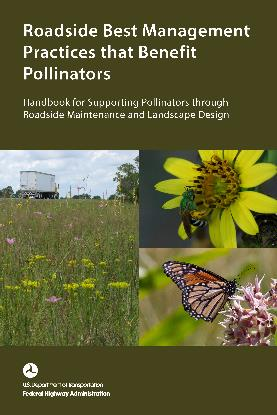 Roadside Best Management
Practices that Benefit
Pollinators
Handbook for Supporting Pollinators through
Roadside Maintenance and Landscape Design
U.S. Department of Transportation
Federal Highway Administration